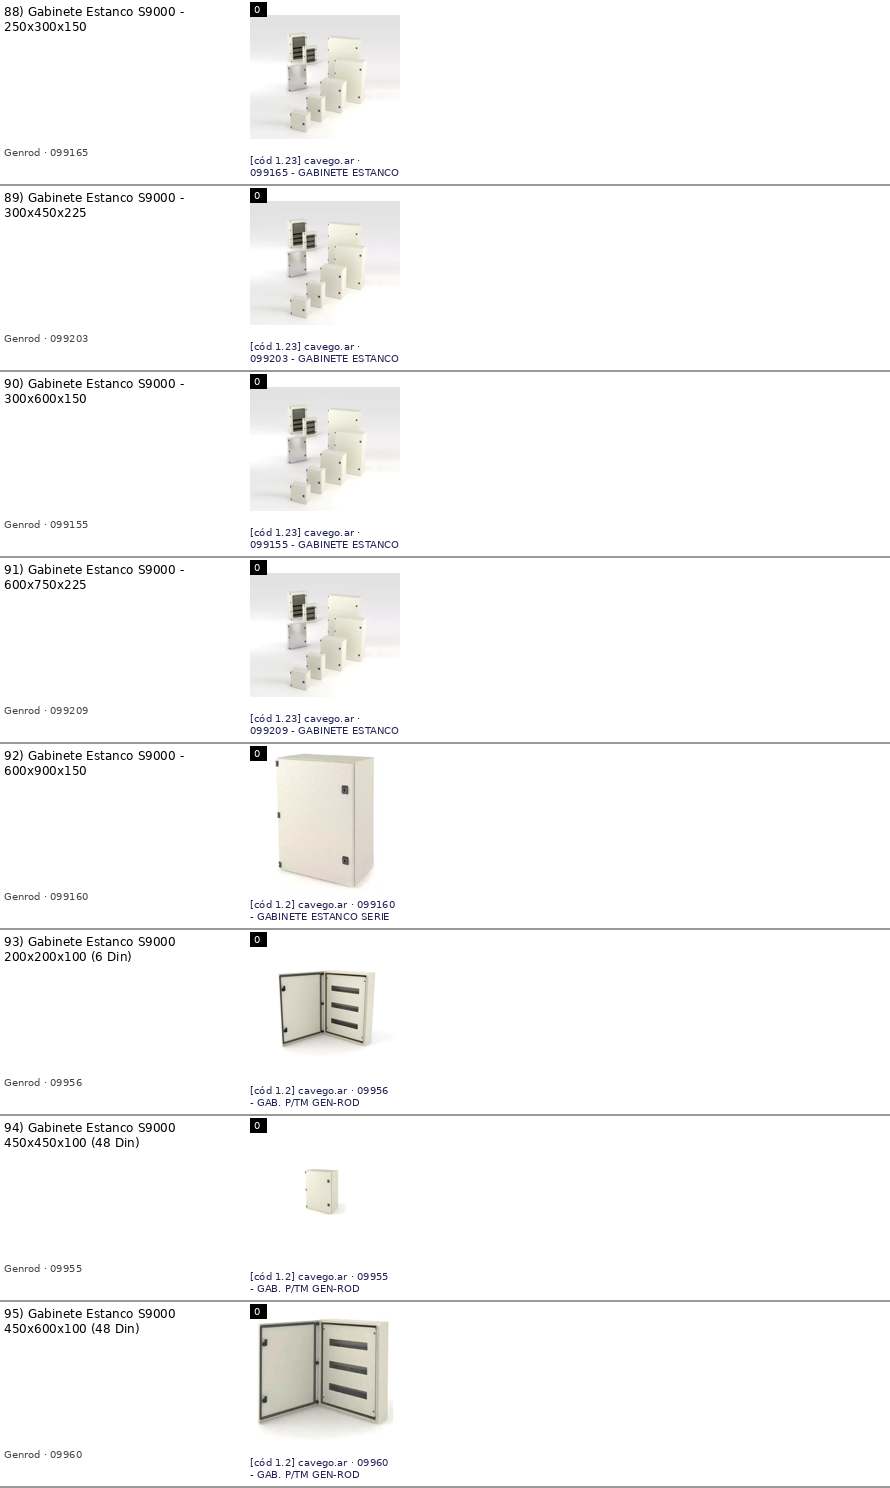 88) Gabinete Estanco S9000 -
250x300x150
Genrod · 099165
0
[cód 1.23] cavego.ar ·
099165 - GABINETE ESTANCO
89) Gabinete Estanco S9000 -
300x450x225
Genrod · 099203
0
[cód 1.23] cavego.ar ·
099203 - GABINETE ESTANCO
90) Gabinete Estanco S9000 -
300x600x150
Genrod · 099155
0
[cód 1.23] cavego.ar ·
099155 - GABINETE ESTANCO
91) Gabinete Estanco S9000 -
600x750x225
Genrod · 099209
0
[cód 1.23] cavego.ar ·
099209 - GABINETE ESTANCO
92) Gabinete Estanco S9000 -
600x900x150
Genrod · 099160
0
[cód 1.2] cavego.ar · 099160
- GABINETE ESTANCO SERIE
93) Gabinete Estanco S9000
200x200x100 (6 Din)
Genrod · 09956
0
[cód 1.2] cavego.ar · 09956
- GAB. P/TM GEN-ROD
94) Gabinete Estanco S9000
450x450x100 (48 Din)
Genrod · 09955
0
[cód 1.2] cavego.ar · 09955
- GAB. P/TM GEN-ROD
95) Gabinete Estanco S9000
450x600x100 (48 Din)
Genrod · 09960
0
[cód 1.2] cavego.ar · 09960
- GAB. P/TM GEN-ROD